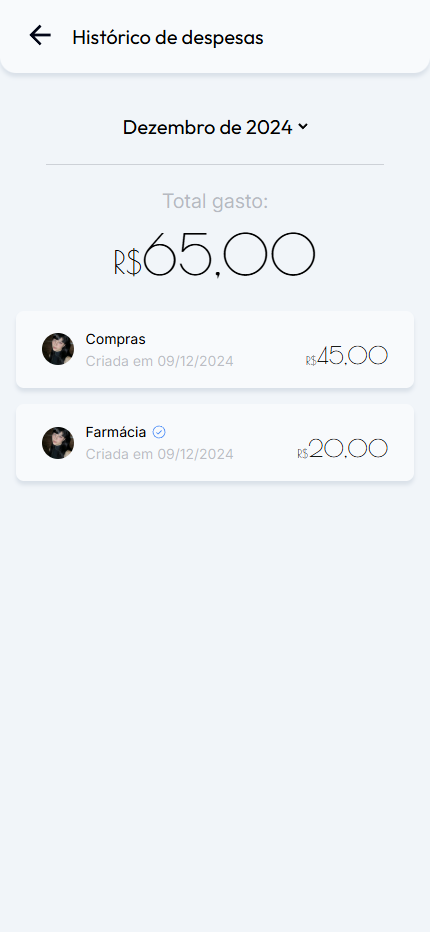 Histórico de despesas
Dezembro de 2024
Total gasto:
R$65,00
Compras
Criada em 09/12/2024
R$45,00
Farmácia
Criada em 09/12/2024
R$20,00